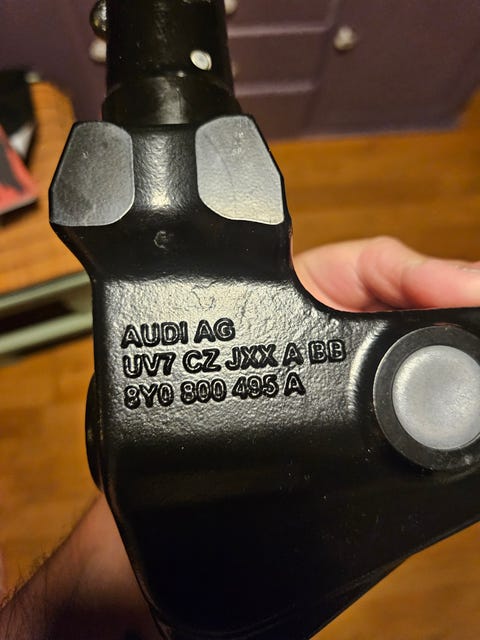 AUDI AG
UV7 CZ JXX A BB
8Y0 800 495 A